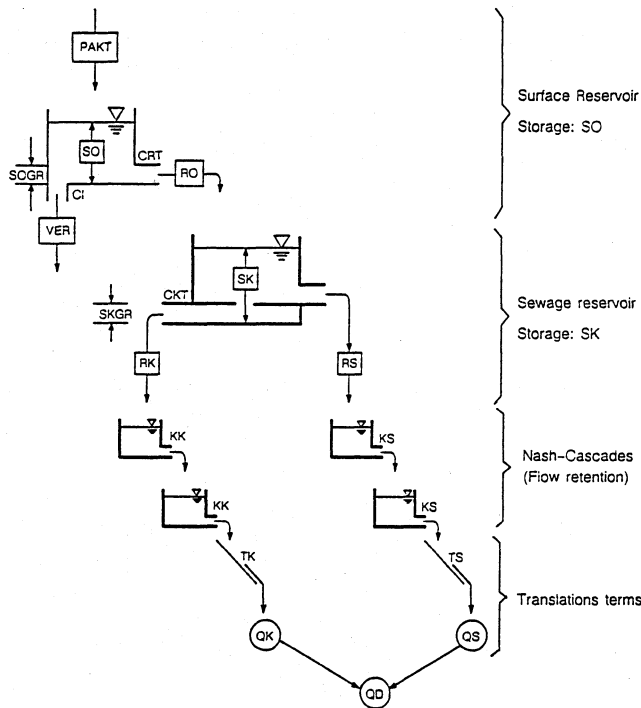 PAKT
Surface Reservoir
Storage: SO
SO
CRT
SOGR
RO
CI
VER
SK
CKT
SKGR
Sewage reservoir
Storage: SK
RK
RS
KK
KS
Nash-Cascades
(Flow retention)
KK
KS
TK
TS
Translations terms
QK
QS
QD